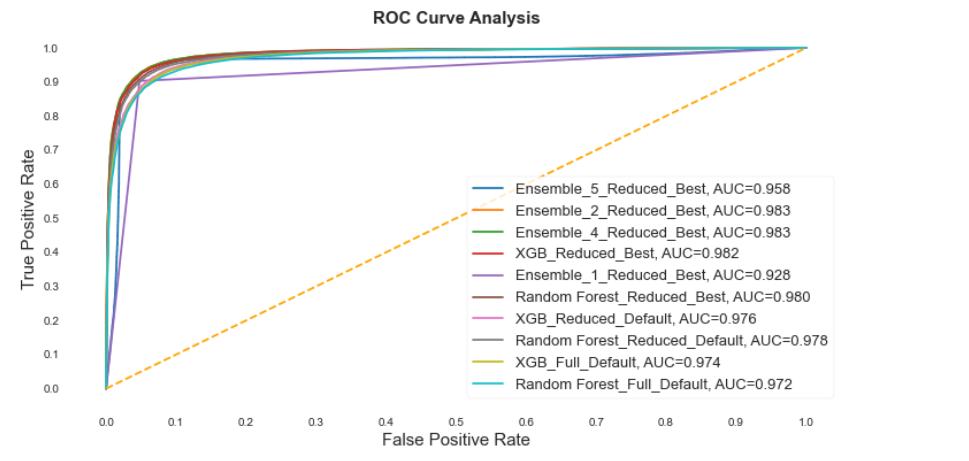 ROC Curve Analysis
1.0
0.9
0.8
0.7
0.6
0.5
0.4
0.3
0.2
0.1
0.0
True Positive Rate
Ensemble_5_Reduced_Best, AUC=0.958
Ensemble_2_Reduced_Best, AUC=0.983
Ensemble_4_Reduced_Best, AUC=0.983
XGB_Reduced_Best, AUC=0.982
Ensemble_1_Reduced_Best, AUC=0.928
Random Forest_Reduced_Best, AUC=0.980
XGB_Reduced_Default, AUC=0.976
Random Forest_Reduced_Default, AUC=0.978
XGB_Full_Default, AUC=0.974
Random Forest_Full_Default, AUC=0.972
0.0 0.1 0.2 0.3 0.4 0.5 0.6 0.7 0.8 0.9 1.0
False Positive Rate